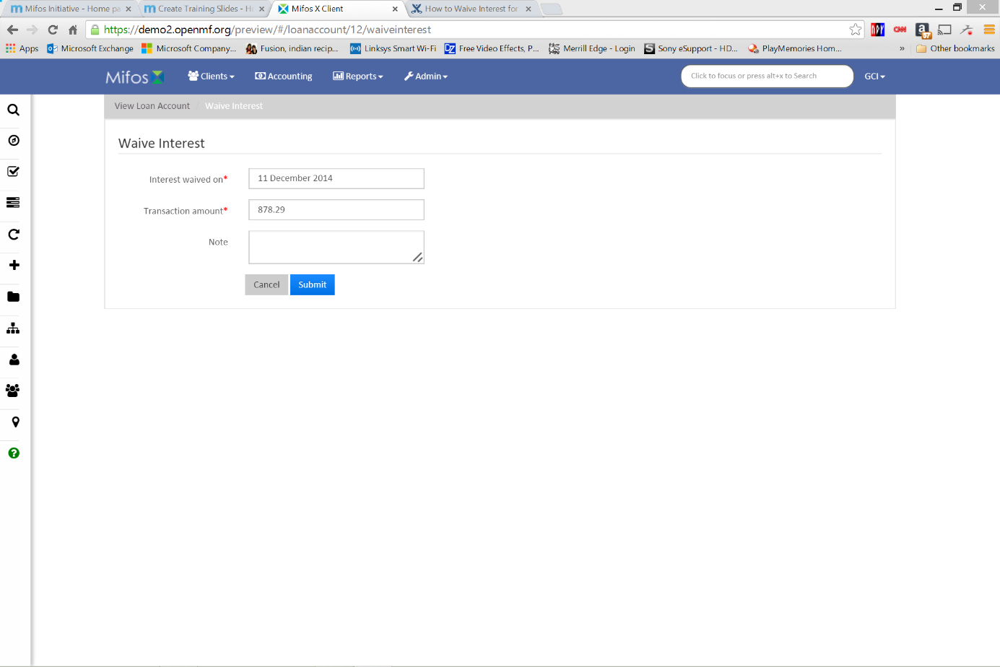 Mifos Initiative - Home pa
Create Training Slides - Ho
Mifos X Client
How to Waive Interest for
https://demo2.openmf.org/preview/#/loanaccount/12/waiveinterest
Apps Microsoft Exchange Microsoft Company... Fusion, indian recip... Linksys Smart Wi-Fi Free Video Effects, P... Merrill Edge - Login Sony eSupport - HD... PlayMemories Hom... » Other bookmarks
Mifos Clients Accounting Reports Admin Click to focus or press alt+x to Search GCI
View Loan Account Waive Interest
Waive Interest
Interest waived on* 11 December 2014
Transaction amount* 878.29
Note
Cancel Submit